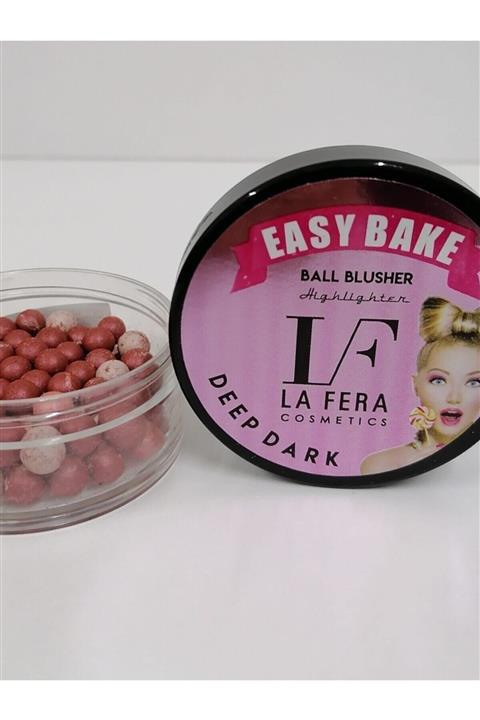 EASY BAKE
BALL BLUSHER
Highlighter
LF
LA FERA
COSMETICS
DEEP DARK